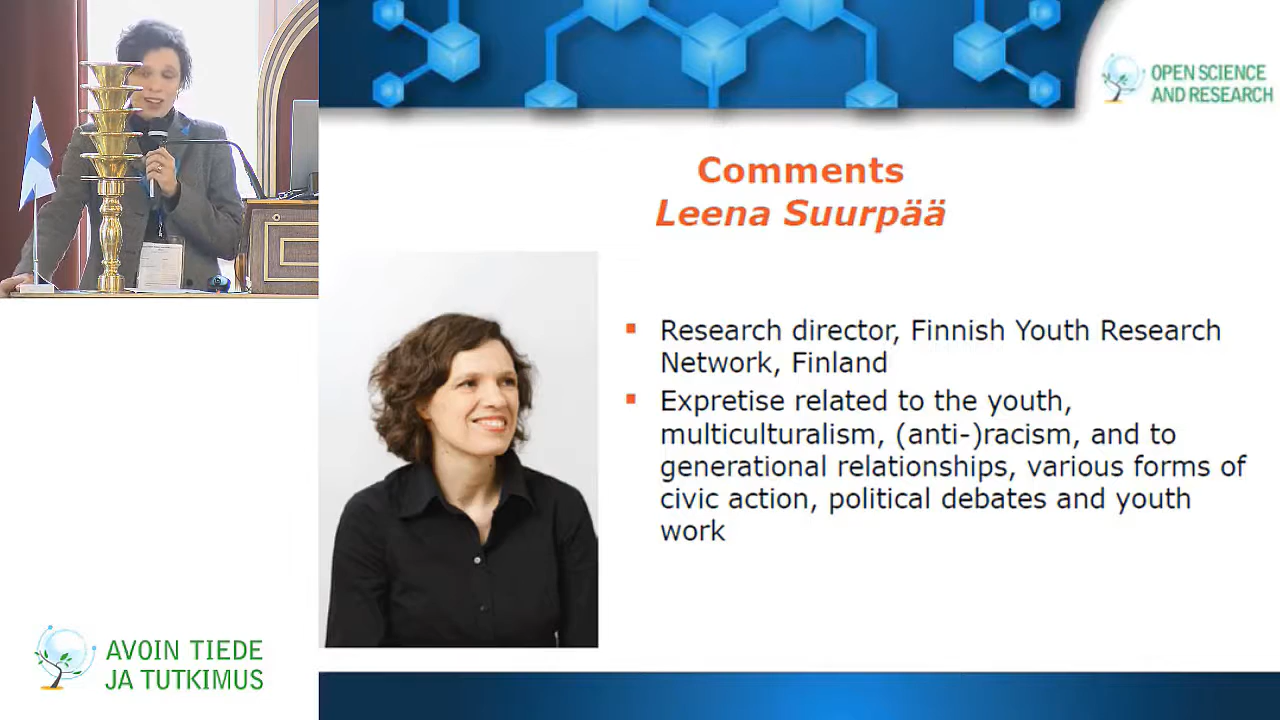 OPEN SCIENCE
AND RESEARCH
Comments
Leena Suurpää
Research director, Finnish Youth Research
Network, Finland
Expretise related to the youth,
multiculturalism, (anti-)racism, and to
generational relationships, various forms of
civic action, political debates and youth
work
AVOIN TIEDE
JA TUTKIMUS